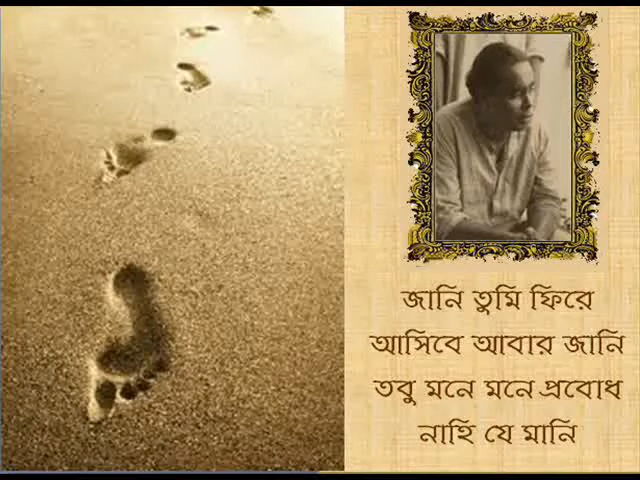 জানি তুমি ফিরে
আসিবে আবার জানি
তবু মনে মনে প্রবোধ
নাহি যে মানি